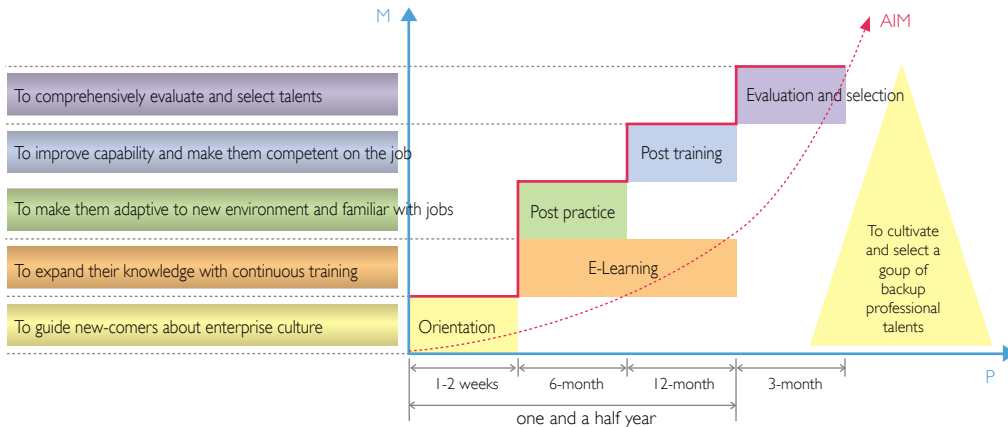 M
AIM
To comprehensively evaluate and select talents
Evaluation and selection
To improve capability and make them competent on the job
Post training
To make them adaptive to new environment and familiar with jobs
Post practice
To expand their knowledge with continuous training
E-Learning
To guide new-comers about enterprise culture
Orientation
To cultivate
and select a
goup of
backup
professional
talents
P
1-2 weeks
6-month
12-month
3-month
one and a half year